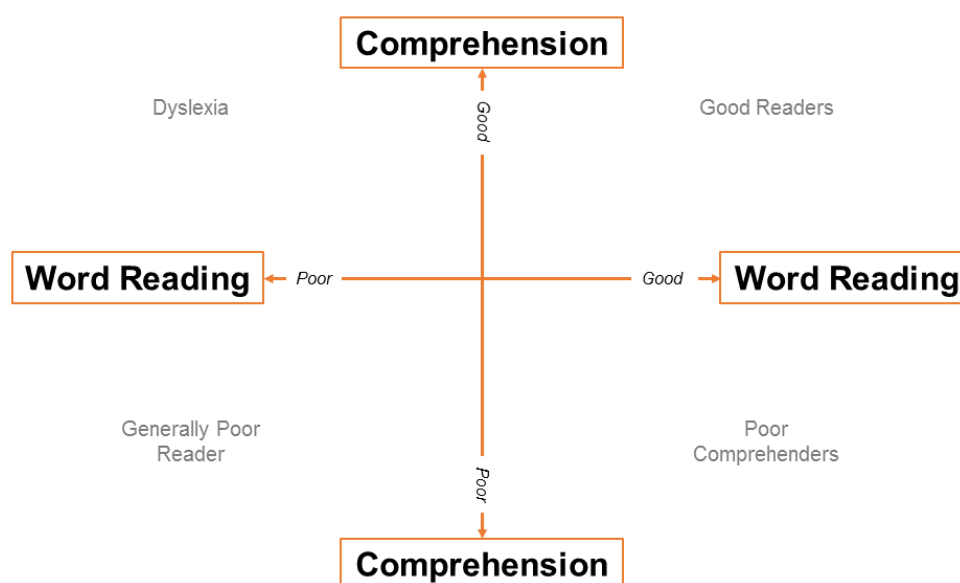 Comprehension
Dyslexia
Good
Good Readers
Word Reading
Poor
Good
Word Reading
Generally Poor
Reader
Poor
Poor
Comprehenders
Comprehension